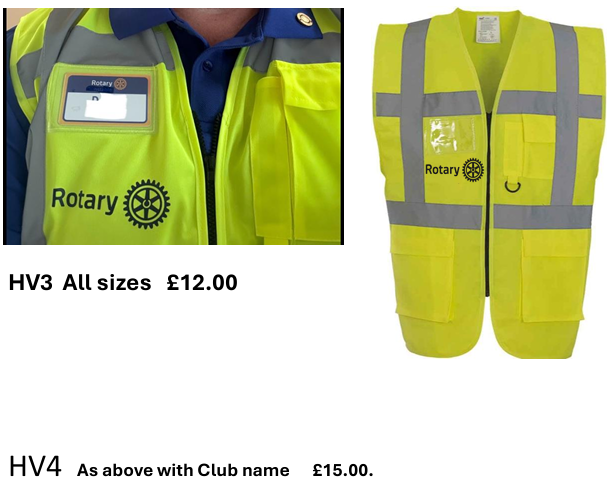 Rotary
Rotary
Rotary
HV3 All sizes £12.00
HV4 As above with Club name £15.00.